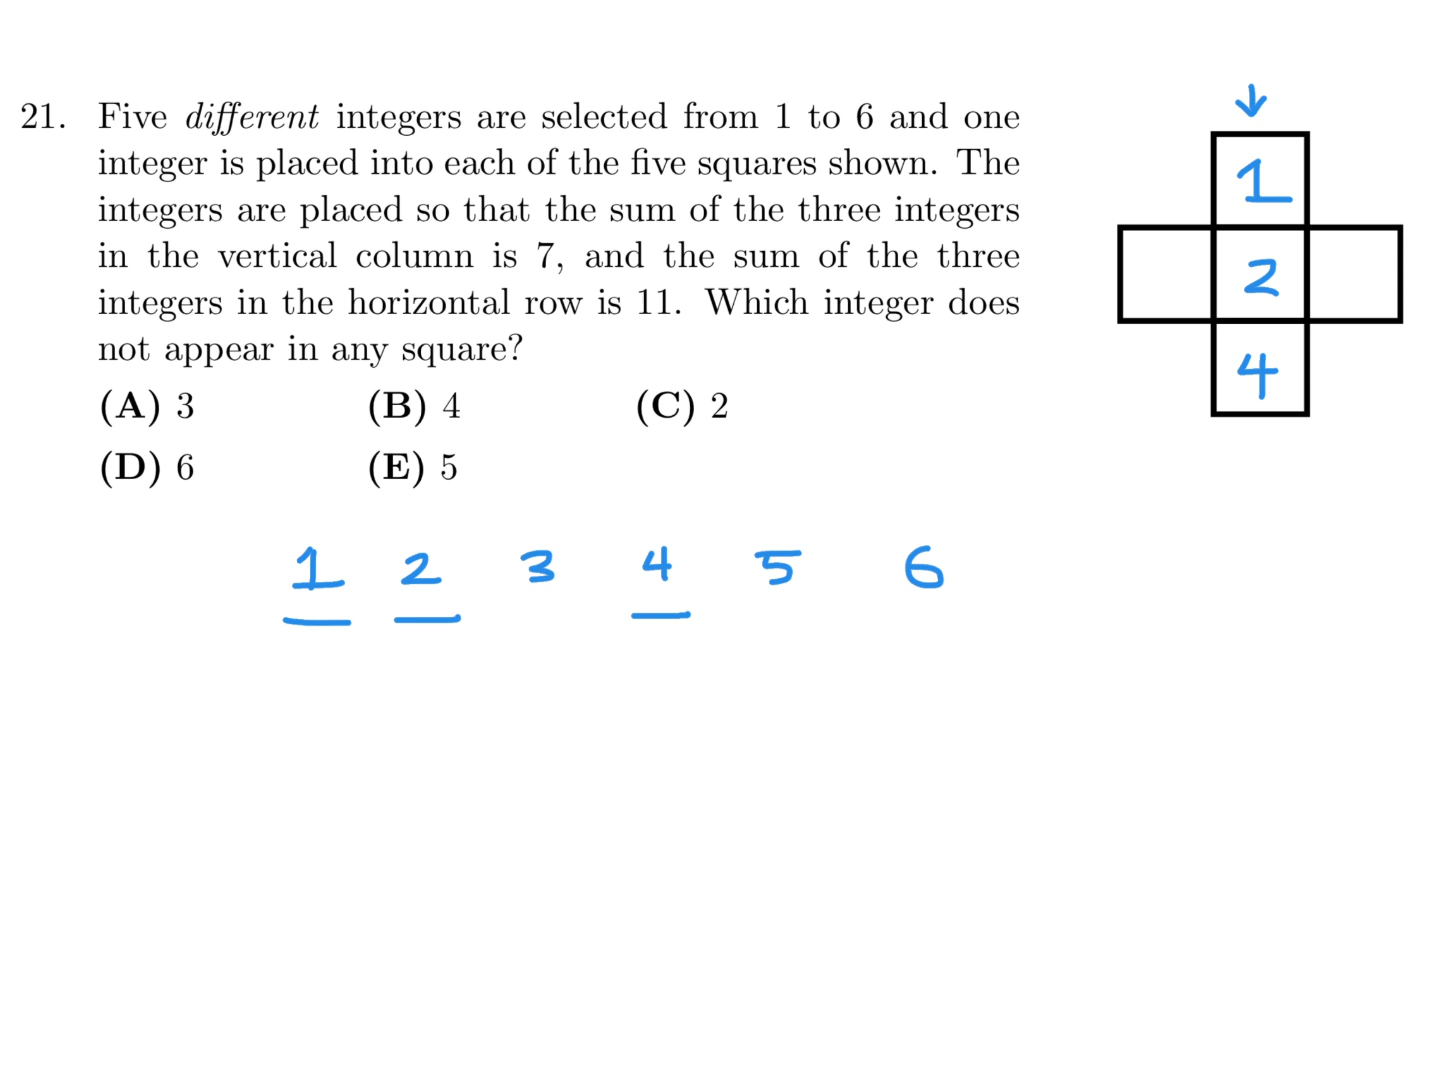 21. Five different integers are selected from 1 to 6 and one
integer is placed into each of the five squares shown. The
integers are placed so that the sum of the three integers
in the vertical column is 7, and the sum of the three
integers in the horizontal row is 11. Which integer does
not appear in any square?
(A) 3 (B) 4 (C) 2
(D) 6 (E) 5
1
2
4
1 2 3 4 5 6